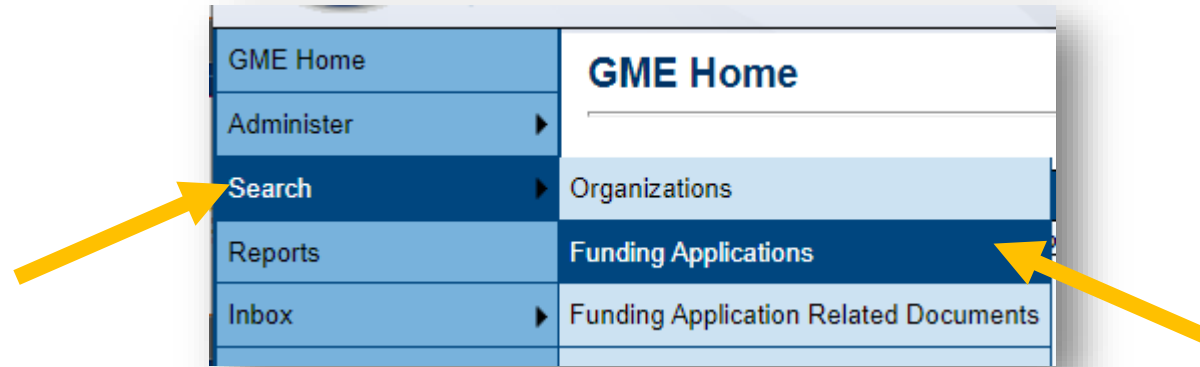 GME Home
GME Home
Administer
Search
Organizations
Reports
Funding Applications
Inbox
Funding Application Related Documents